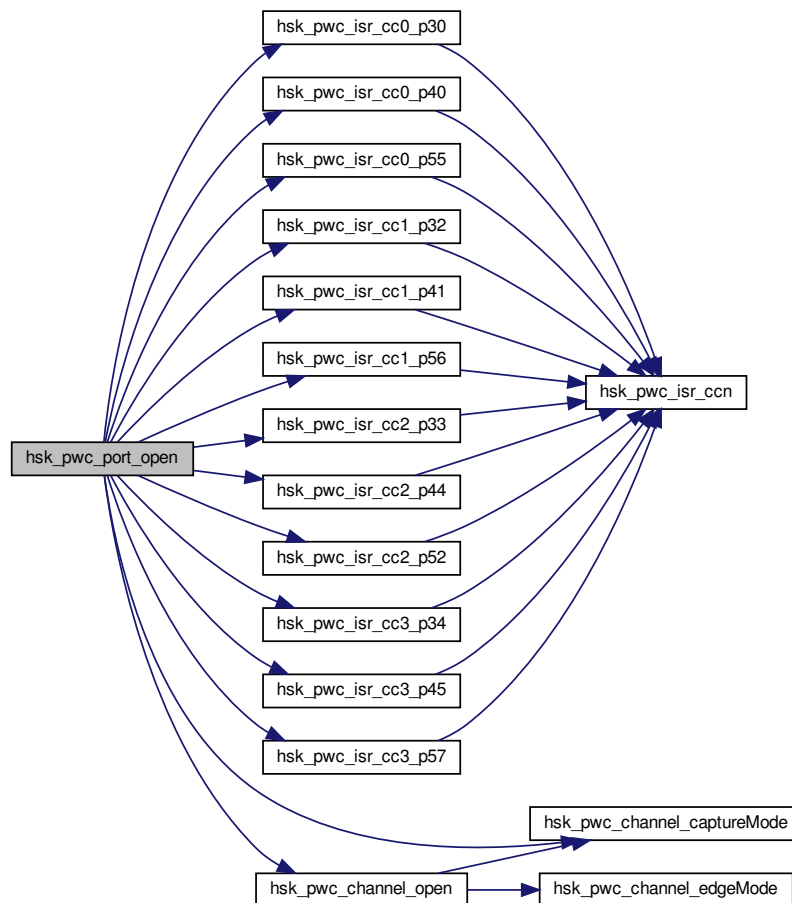 hsk_pwc_isr_cc0_p30
hsk_pwc_isr_cc0_p40
hsk_pwc_isr_cc0_p55
hsk_pwc_isr_cc1_p32
hsk_pwc_isr_cc1_p41
hsk_pwc_isr_cc1_p56
hsk_pwc_isr_ccn
hsk_pwc_isr_cc2_p33
hsk_pwc_port_open
hsk_pwc_isr_cc2_p44
hsk_pwc_isr_cc2_p52
hsk_pwc_isr_cc3_p34
hsk_pwc_isr_cc3_p45
hsk_pwc_isr_cc3_p57
hsk_pwc_channel_captureMode
hsk_pwc_channel_open
hsk_pwc_channel_edgeMode